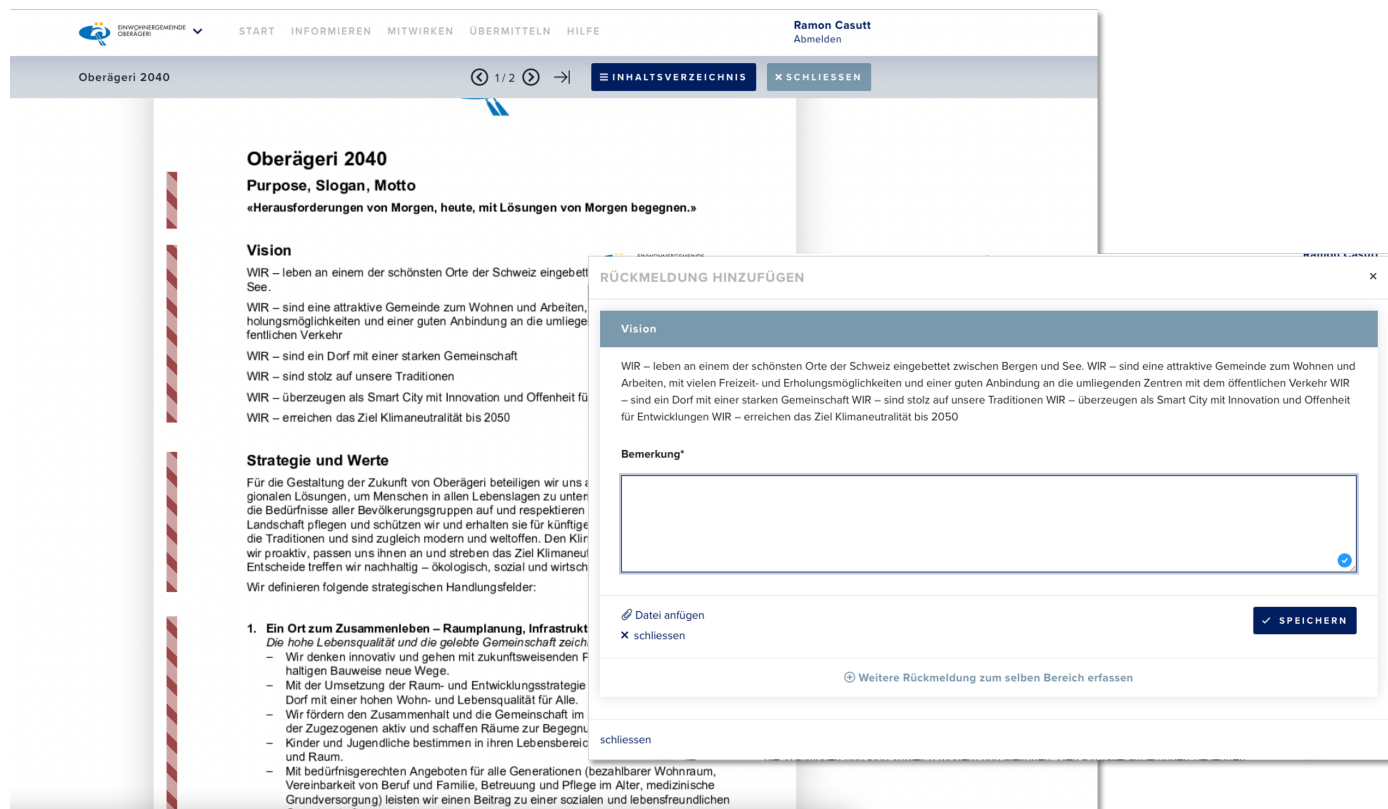 EINWOHNERGEMEINDE
OBERÄGERI
START INFORMIEREN MITWIRKEN ÜBERMITTELN HILFE
Ramon Casutt
Abmelden
Oberägeri 2040
1/2
INHALTSVERZEICHNIS
× SCHLIESSEN
Oberägeri 2040
Purpose, Slogan, Motto
«Herausforderungen von Morgen, heute, mit Lösungen von Morgen begegnen.»
Vision
WIR – leben an einem der schönsten Orte der Schweiz eingebett
See.
WIR – sind eine attraktive Gemeinde zum Wohnen und Arbeiten,
holungsmöglichkeiten und einer guten Anbindung an die umliege
fentlichen Verkehr
WIR – sind ein Dorf mit einer starken Gemeinschaft
WIR – sind stolz auf unsere Traditionen
WIR – überzeugen als Smart City mit Innovation und Offenheit fü
WIR – erreichen das Ziel Klimaneutralität bis 2050
Strategie und Werte
Für die Gestaltung der Zukunft von Oberägeri beteiligen wir uns a
gionalen Lösungen, um Menschen in allen Lebenslagen zu unters
die Bedürfnisse aller Bevölkerungsgruppen auf und respektieren
Landschaft pflegen und schützen wir und erhalten sie für künftige
die Traditionen und sind zugleich modern und weltoffen. Den Klin
wir proaktiv, passen uns ihnen an und streben das Ziel Klimaneut
Entscheide treffen wir nachhaltig – ökologisch, sozial und wirtsch
Wir definieren folgende strategischen Handlungsfelder:
1. Ein Ort zum Zusammenleben – Raumplanung, Infrastrukt
Die hohe Lebensqualität und die gelebte Gemeinschaft zeich
– Wir denken innovativ und gehen mit zukunftsweisenden P
haltigen Bauweise neue Wege.
– Mit der Umsetzung der Raum- und Entwicklungsstrategie
Dorf mit einer hohen Wohn- und Lebensqualität für Alle.
– Wir fördern den Zusammenhalt und die Gemeinschaft im
der Zugezogenen aktiv und schaffen Räume zur Begegnu
– Kinder und Jugendliche bestimmen in ihren Lebensbereic
und Raum.
– Mit bedürfnisgerechten Angeboten für alle Generationen (bezahlbarer Wohnraum,
Vereinbarkeit von Beruf und Familie, Betreuung und Pflege im Alter, medizinische
Grundversorgung) leisten wir einen Beitrag zu einer sozialen und lebensfreundlichen
Ramon Casutt
RÜCKMELDUNG HINZUFÜGEN
×
Vision
WIR – leben an einem der schönsten Orte der Schweiz eingebettet zwischen Bergen und See. WIR – sind eine attraktive Gemeinde zum Wohnen und
Arbeiten, mit vielen Freizeit- und Erholungsmöglichkeiten und einer guten Anbindung an die umliegenden Zentren mit dem öffentlichen Verkehr WIR
– sind ein Dorf mit einer starken Gemeinschaft WIR – sind stolz auf unsere Traditionen WIR – überzeugen als Smart City mit Innovation und Offenheit
für Entwicklungen WIR – erreichen das Ziel Klimaneutralität bis 2050
Bemerkung*
Datei anfügen
× schliessen
SPEICHERN
Weitere Rückmeldung zum selben Bereich erfassen
schliessen